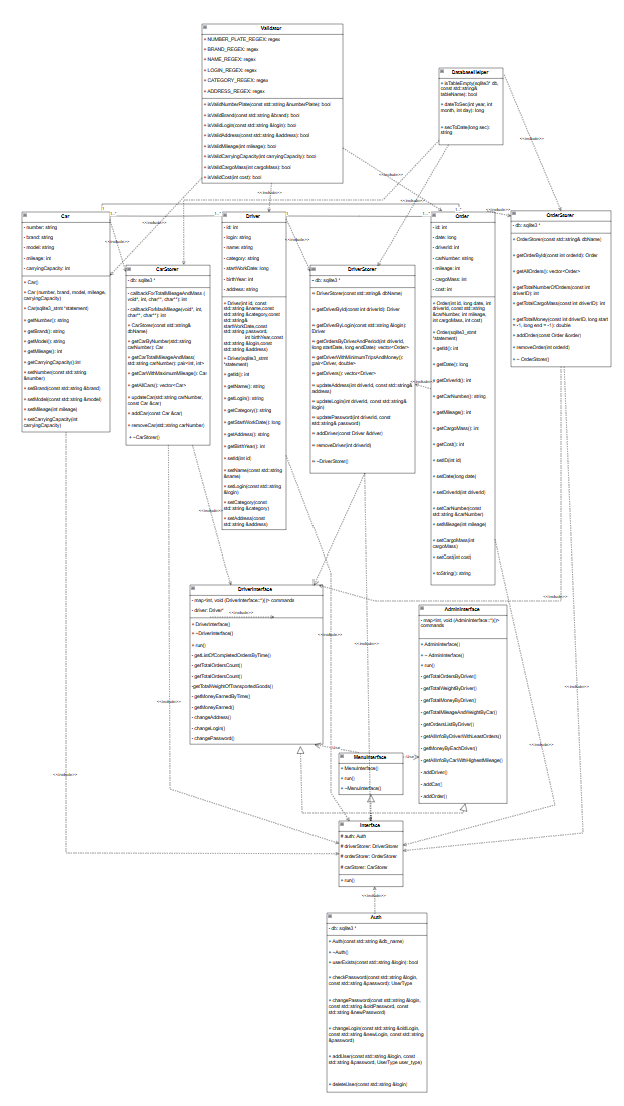 Validator
+ NUMBER_PLATE_REGEX: regex
+ BRAND_REGEX: regex
+ NAME_REGEX: regex
+ LOGIN_REGEX: regex
+ CATEGORY_REGEX: regex
+ ADDRESS_REGEX: regex
+ isValidNumberPlate(const std::string &numberPlate): bool
+ isValidBrand(const std::string &brand): bool
+ isValidLogin(const std::string &login): bool
+ isValidAddress(const std::string &address): bool
+ isValidMileage(int mileage): bool
+ isValidCarryingCapacity(int carryingCapacity): bool
+ isValidCargoMass(int cargoMass): bool
+ isValidCost(int cost): bool
DatabaseHelper
+ isTableEmpty(sqlite3* db,
const std::string&
tableName): bool
+ dateToSec(int year, int
month, int day): long
+ secToDate(long sec):
string
Car
- number: string
- brand: string
- model: string
- mileage: int
- carryingCapacity: int
+ Car()
+ Car (number, brand, model, mileage,
carryingCapacity)
+ Car(sqlite3_stmt *statement)
+ getNumber(): string
+ getBrand(): string
+ getModel(): string
+ getMileage(): int
+ getCarryingCapacity():int
+ setNumber(const std::string
&number)
+ setBrand(const std::string &brand)
+ setModel(const std::string &model)
+ setMileage(int mileage)
+ setCarryingCapacity(int
carryingCapacity)
CarStorer
- db: sqlite3 *
- callbackForTotalMileageAndMass (
void*, int, char**, char**): int
- callbackForMaxMileage(void*, int,
char**, char**): int
+ CarStorer(const std::string&
dbName)
+ getCarByNumber(const std::string
carNumber): Car
+ getCarTotalMileageAndMass(
std::string carNumber): pair<int, int>
+ getCarWithMaximumMileage(): Car
+ getAllCars(): vector<Car>
+ updateCar(std::string carNumber,
const Car &car)
+ addCar(const Car &car)
+ removeCar(std::string carNumber)
+ ~CarStorer()
Driver
- id: int
- login: string
- name: string
- category: string
- startWorkDate: long
- birthYear: int
- address: string
+ Driver(int id, const
std::string &name,const
std::string &category,const
std::string &
startWorkDate,const
std::string password,
int birthYear,const
std::string &login,const
std::string &address)
+ Driver(sqlite3_stmt
*statement)
+ getId(): int
+ getName(): string
+ getLogin(): string
+ getCategory(): string
+ getStartWorkDate(): long
+ getAddress(): string
+ getBirthYear(): int
+ setId(int id)
+ setName(const std::string
&name)
+ setLogin(const std::string
&login)
+ setCategory(const
std::string &category)
+ setAddress(const
std::string &address)
DriverStorer
- db: sqlite3 *
+ DriverStorer(const std::string& dbName)
+ getDriverById(const int driverId): Driver
+ getDriverByLogin(const std::string &login):
Driver
+ getOrdersByDriverAndPeriod(int driverId,
long startDate, long endDate): vector<Order>
+ getDriverWithMinimumTripsAndMoney():
pair<Driver, double>
+ getDrivers(): vector<Driver>
+ updateAddress(int driverId, const std::string&
address)
+ updateLogin(int driverId, const std::string&
login)
+ updatePassword(int driverId, const
std::string& password)
+ addDriver(const Driver &driver)
+ removeDriver(int driverId)
+ ~DriverStorer()
Order
- id: int
- date: long
- driverId: int
- carNumber: string
- mileage: int
- cargoMass: int
- cost: int
+ Order(int id, long date, int
driverId, const std::string
&carNumber, int mileage,
int cargoMass, int cost)
+ Order(sqlite3_stmt
*statement)
+ getId(): int
+ getDate(): long
+ getDriverId(): int
+ getCarNumber(): string
+ getMileage(): int
+ getCargoMass(): int
+ getCost(): int
+ setID(int id)
+ setDate(long date)
+ setDriverId(int driverId)
+ setCarNumber(const
std::string &carNumber)
+ setMileage(int mileage)
+ setCargoMass(int
cargoMass)
+ setCost(int cost)
+ toString(): string
OrderStorer
- db: sqlite3 *
+ OrderStorer(const std::string& dbName)
+ getOrderById(const int orderId): Order
+ getAllOrders(): vector<Order>
+ getTotalNumberOfOrders(const int
driverID): int
+ getTotalCargoMass(const int driverID): int
+ getTotalMoney(const int driverID, long start
= -1, long end = -1): double
+ addOrder(const Order &order)
+ removeOrder(int orderId)
+ ~ OrderStorer()
DriverInterface
- map<int, void (DriverInterface::*)()> commands
- driver: Driver*
+ DriverInterface()
+ ~DriverInterface()
+ run()
- getListOfCompletedOrdersByTime()
- getTotalOrdersCount()
- getTotalOrdersCount()
-getTotalWeightOfTransportedGoods()
- getMoneyEarnedByTime()
- getMoneyEarned()
- changeAddress()
- changeLogin()
- changePassword()
AdminInterface
- map<int, void (AdminInterface::*)()>
commands
+ AdminInterface()
+ ~ AdminInterface()
+ run()
- getTotalOrdersByDriver()
- getTotalWeightByDriver()
- getTotalMoneyByDriver()
- getTotalMileageAndWeightByCar()
- getOrdersListByDriver()
- getAllInfoByDriverWithLeastOrders()
- getMoneyByEachDriver()
- getAllInfoByCarWithHighestMileage()
- addDriver()
- addCar()
- addOrder()
MenuInterface
+ MenuInterface()
+ run()
+ ~MenuInterface()
Interface
# auth: Auth
# driverStorer: DriverStorer
# orderStorer: OrderStorer
# carStorer: CarStorer
+ run()
Auth
- db: sqlite3 *
+ Auth(const std::string &db_name)
+ ~Auth()
+ userExists(const std::string &login): bool
+ checkPassword(const std::string &login,
const std::string &password): UserType
+ changePassword(const std::string &login,
const std::string &oldPassword, const
std::string &newPassword)
+ changeLogin(const std::string &oldLogin,
const std::string &newLogin, const std::string
&password)
+ addUser(const std::string &login, const
std::string &password, UserType user_type)
+ deleteUser(const std::string &login)